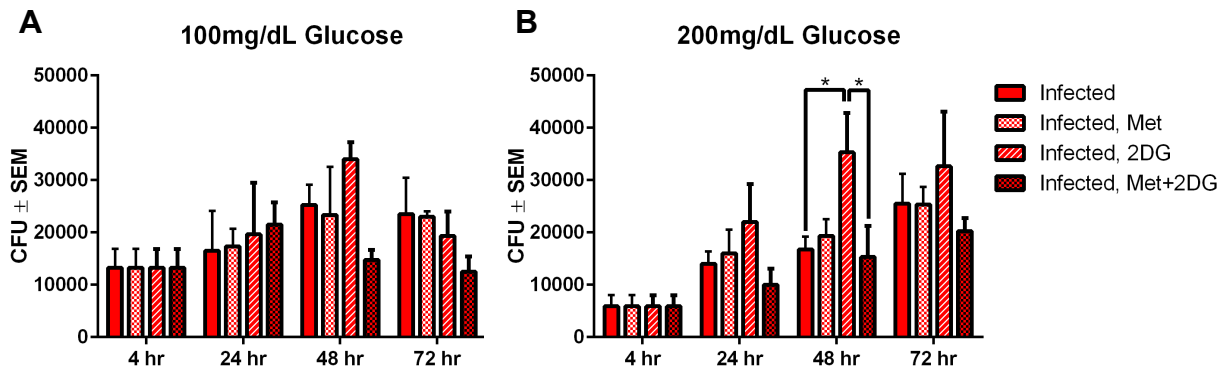 A
100mg/dL Glucose
CFU ± SEM
50000
40000
30000
20000
10000
0
4 hr
24 hr
48 hr
72 hr
B
200mg/dL Glucose
CFU ± SEM
50000
40000
30000
20000
10000
0
* *
4 hr
24 hr
48 hr
72 hr
Infected
Infected, Met
Infected, 2DG
Infected, Met+2DG